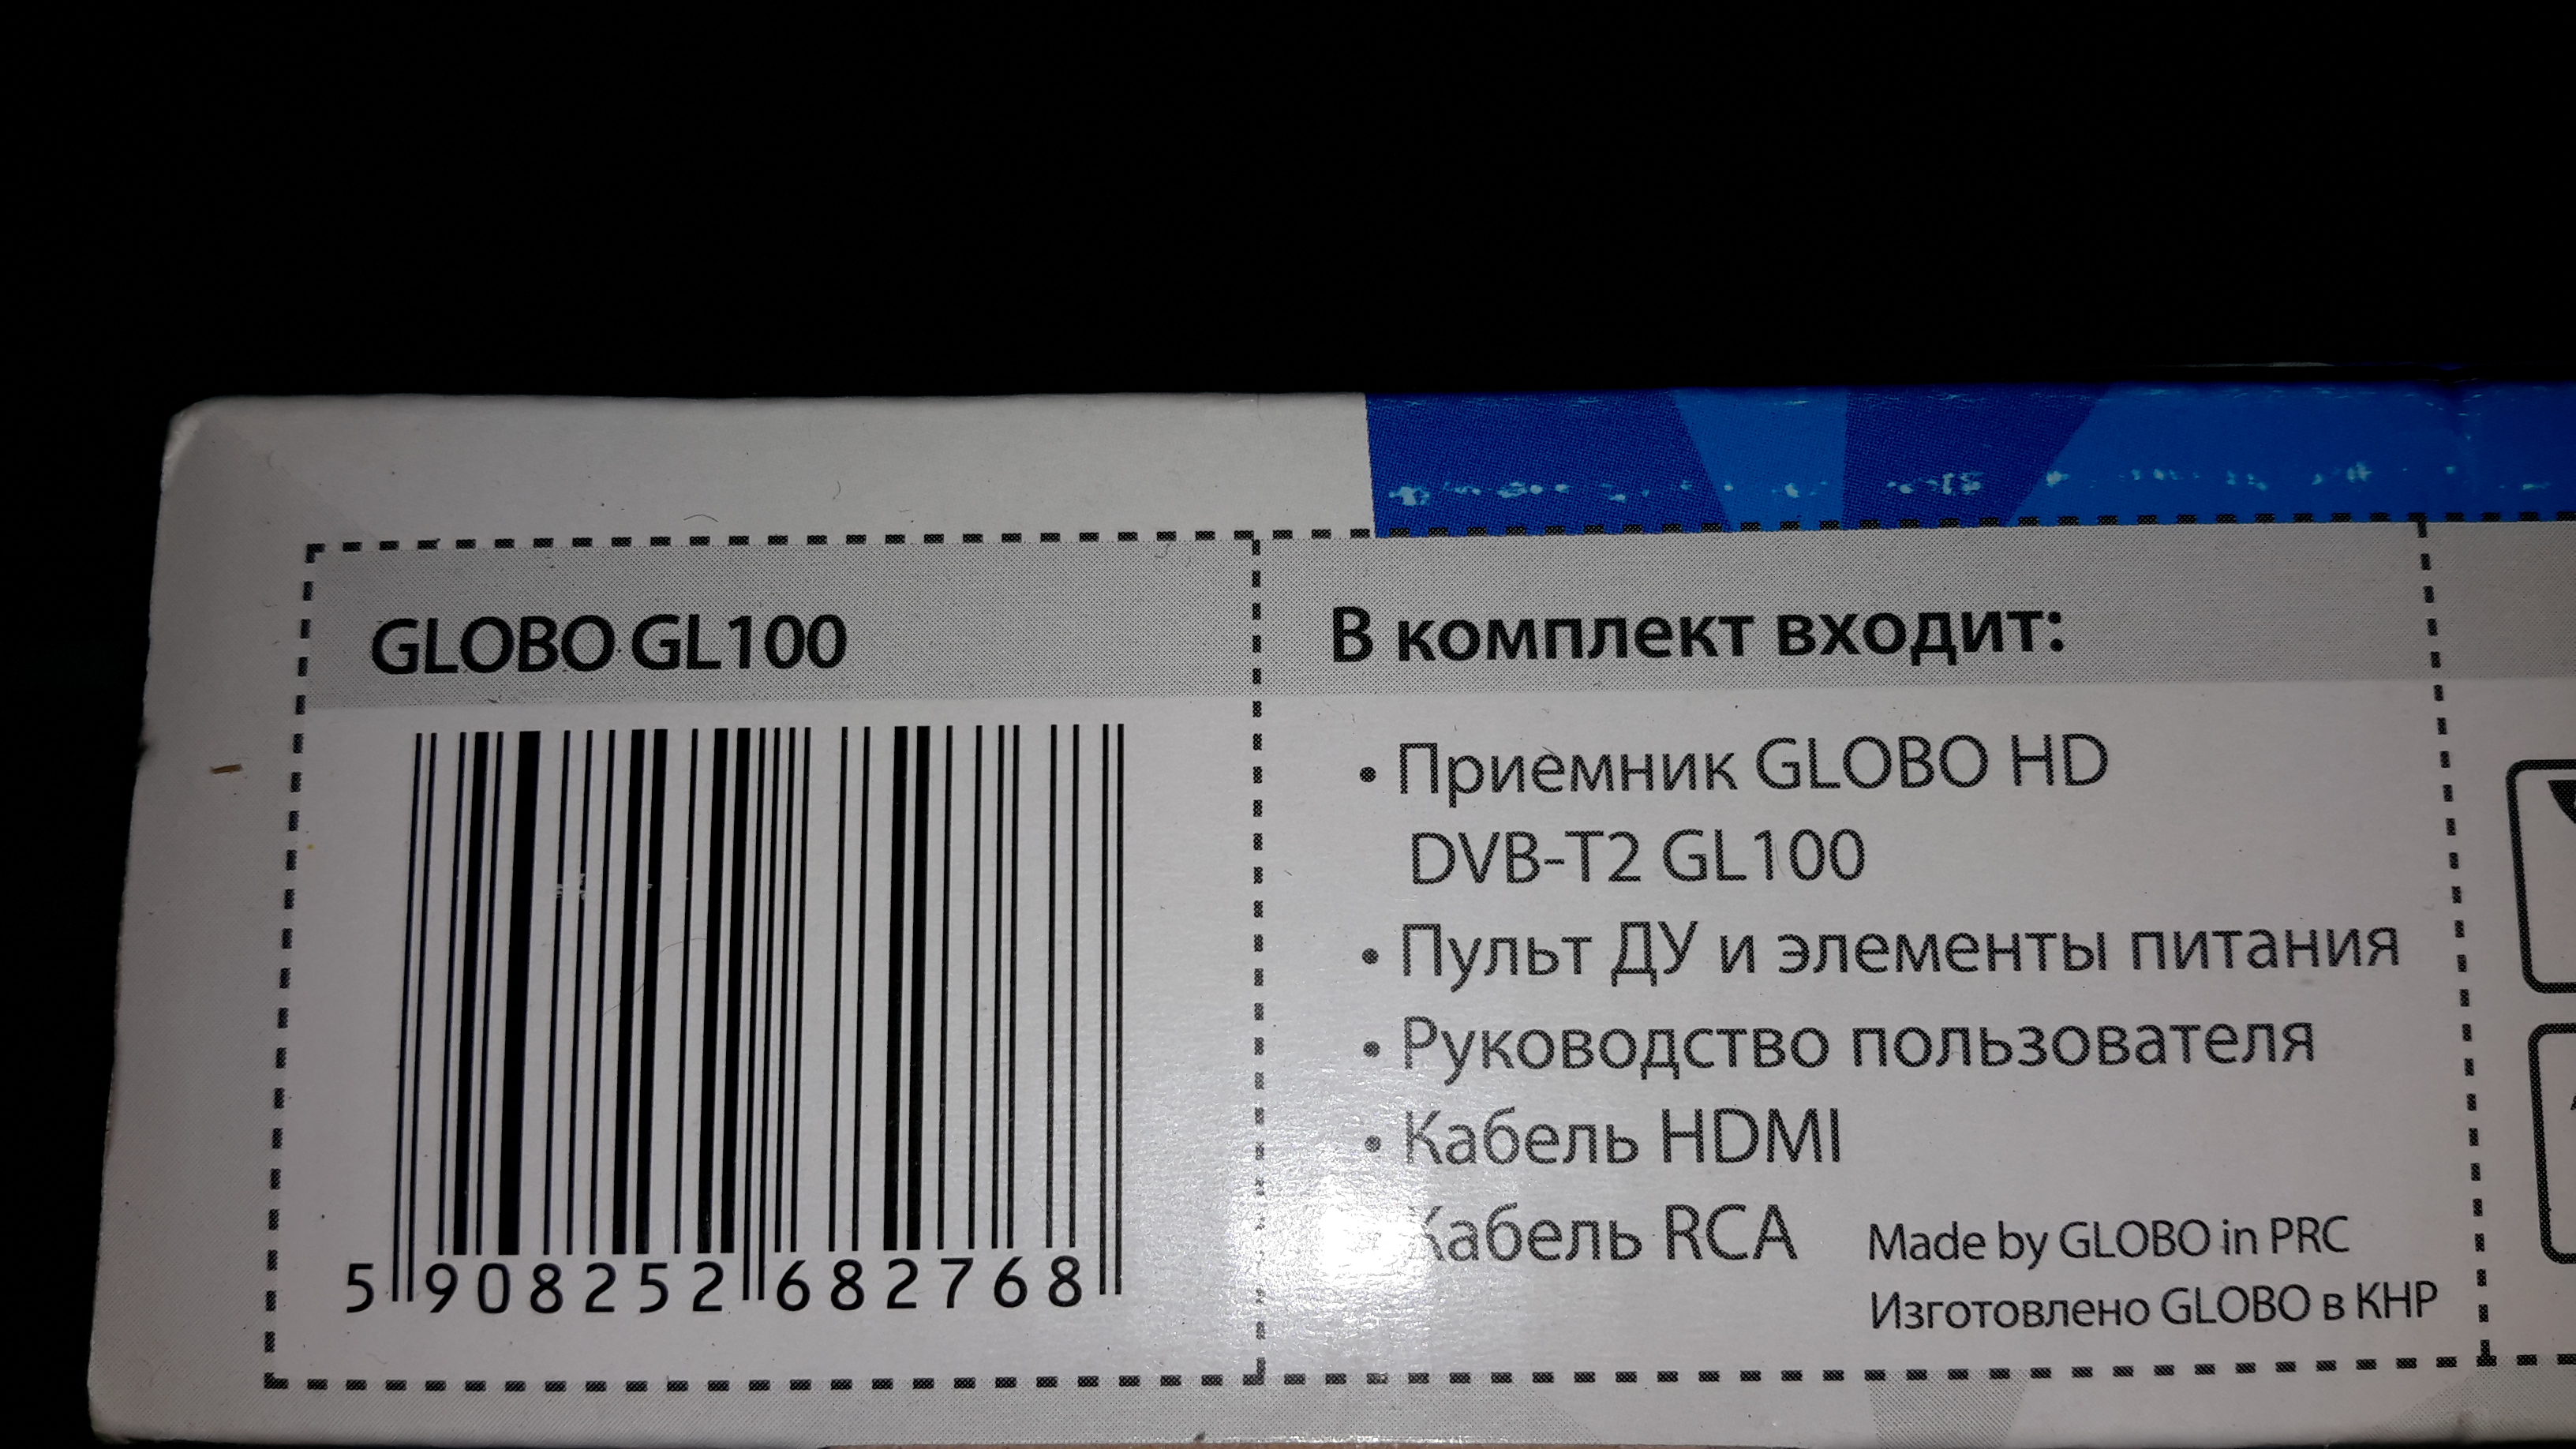 GLOBO GL100
5 908252 682768
В комплект входит:
• Приемник GLOBO HD
DVB-T2 GL100
• Пульт ДУ и элементы питания
• Руководство пользователя
• Кабель HDMI
Кабель RCA
Made by GLOBO in PRC
Изготовлено GLOBO в КНР